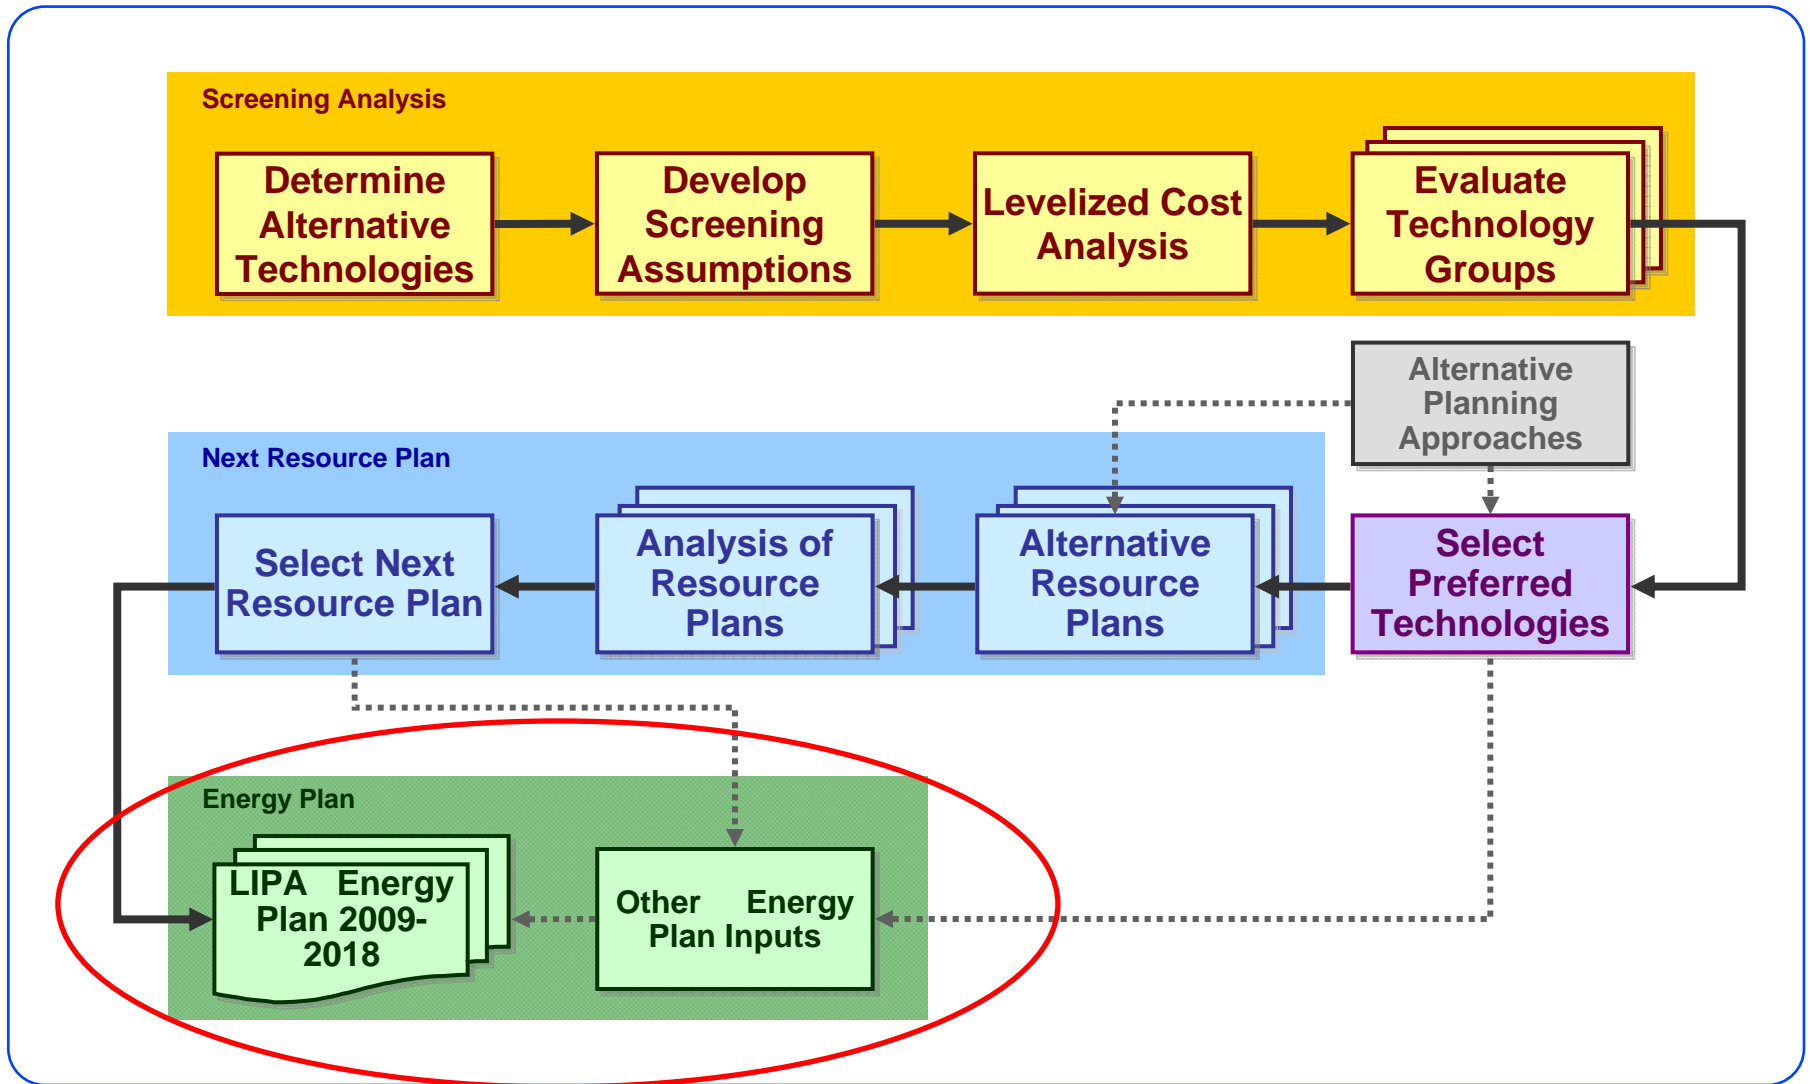 Screening Analysis
Determine
Alternative
Technologies
Develop
Screening
Assumptions
Levelized Cost
Analysis
Evaluate
Technology
Groups
Alternative
Planning
Approaches
Next Resource Plan
Select Next
Resource Plan
Analysis of
Resource
Plans
Alternative
Resource
Plans
Select
Preferred
Technologies
Energy Plan
LIPA Energy
Plan 2009-
2018
Other Energy
Plan Inputs